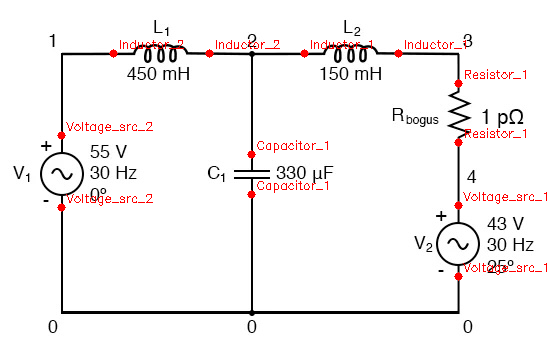 L1
1
Inductor_2
Inductor_2
450 mH
2
L2
Inductor_1
Inductor_1
150 mH
3
Resistor_1
Rbogus
1 pΩ
Resistor_1
Voltage_src_2
+
V1
55 V
30 Hz
0º
-
Voltage_src_2
Capacitor_1
C1
330 µF
Capacitor_1
4
Voltage_src_1
+
V2
43 V
30 Hz
25º
-
Voltage_src_1
0
0
0